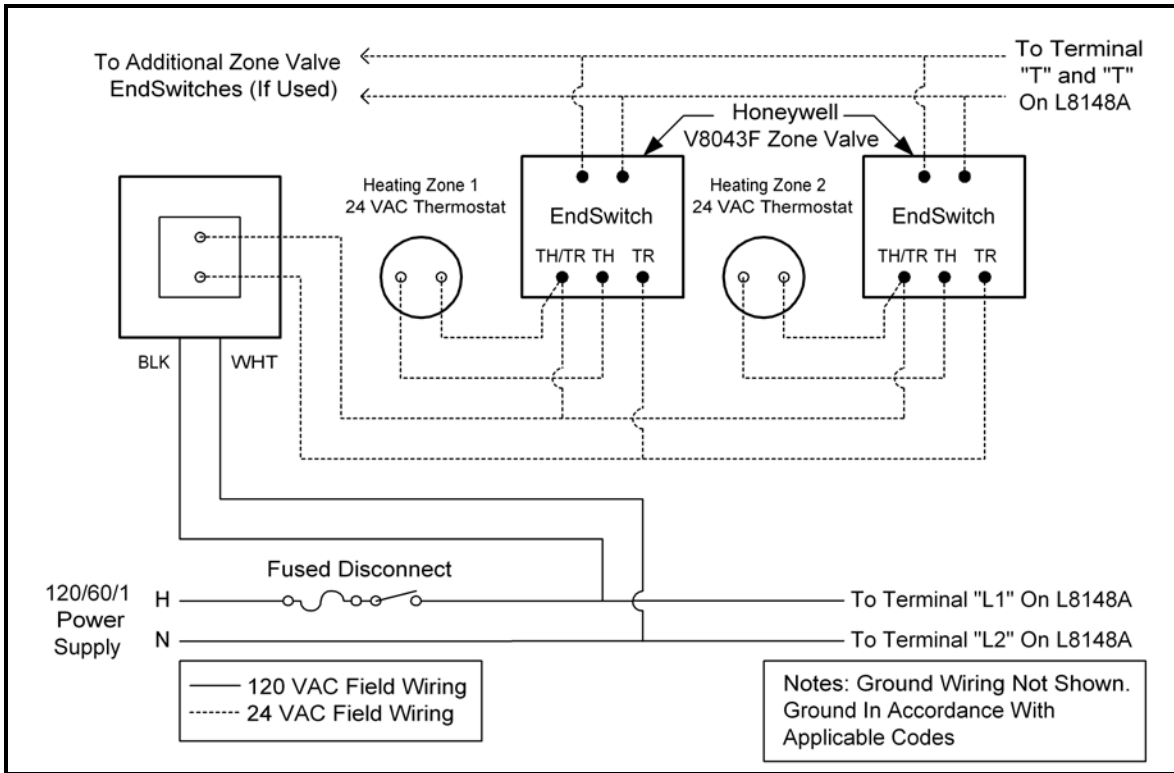 To Additional Zone Valve
EndSwitches (If Used)
To Terminal
"T" and "T"
On L8148A
Honeywell
V8043F Zone Valve
Heating Zone 1
24 VAC Thermostat
EndSwitch
TH/TR TH TR
Heating Zone 2
24 VAC Thermostat
EndSwitch
TH/TR TH TR
BLK
WHT
Fused Disconnect
120/60/1
Power
Supply
H
N
To Terminal "L1" On L8148A
To Terminal "L2" On L8148A
120 VAC Field Wiring
24 VAC Field Wiring
Notes: Ground Wiring Not Shown.
Ground In Accordance With
Applicable Codes